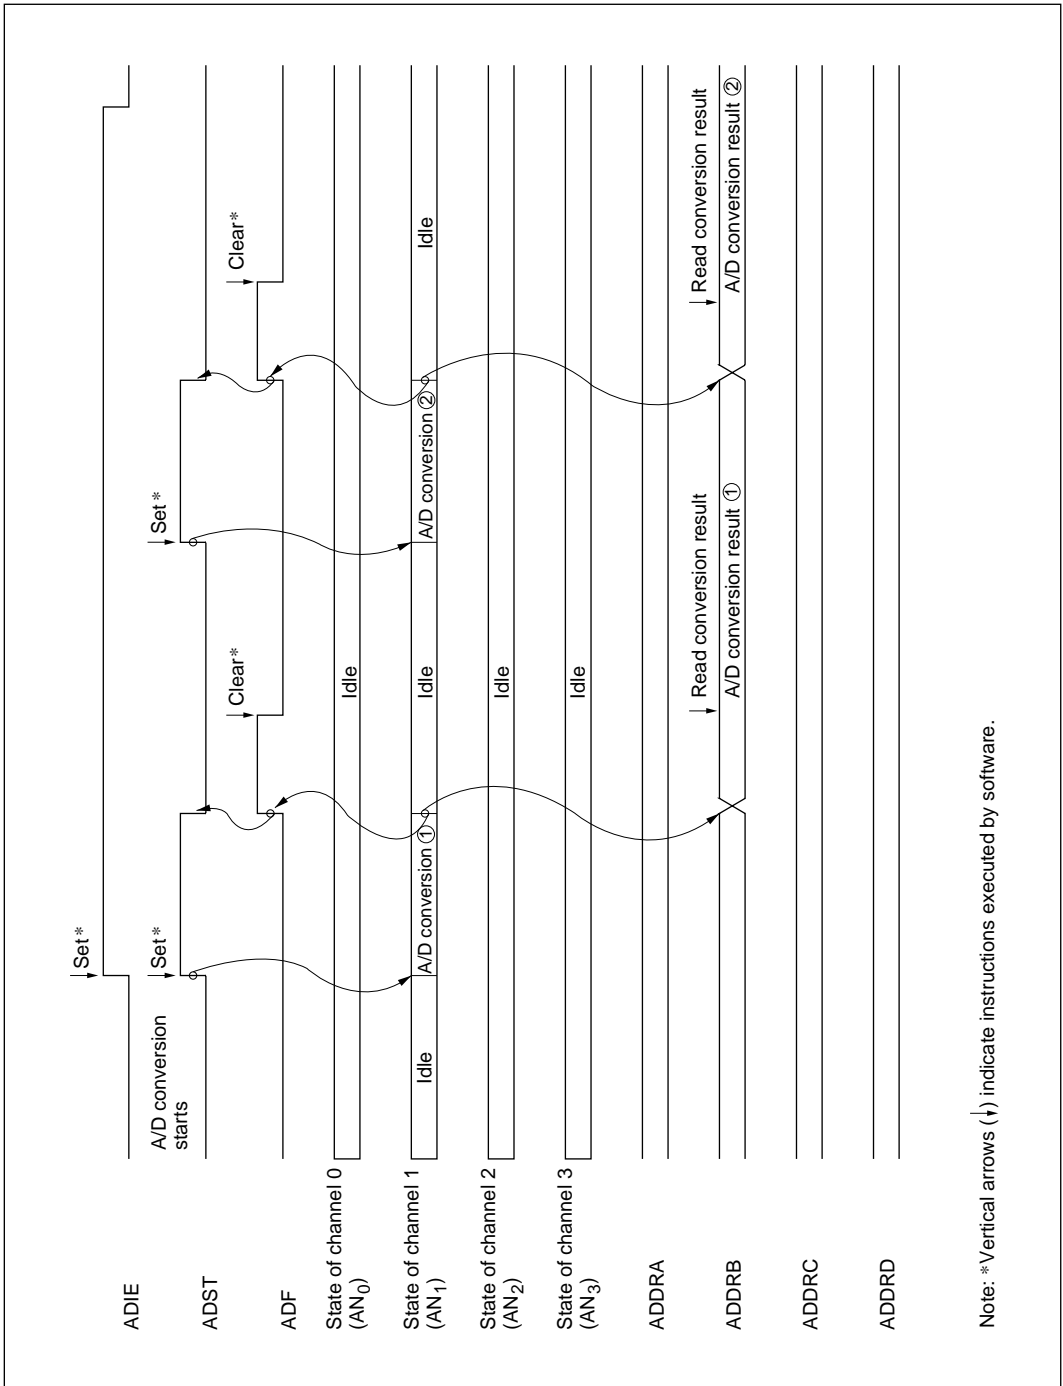 ADIE
Set*
ADST
A/D conversion
starts
Set*
Set*
ADF
Clear*
Clear*
State of channel 0
(AN0)
Idle
State of channel 1
(AN1)
Idle
A/D conversion ①
Idle
A/D conversion ②
Idle
State of channel 2
(AN2)
Idle
State of channel 3
(AN3)
Idle
ADDRA
ADDRB
Read conversion result
A/D conversion result ①
Read conversion result
A/D conversion result ②
ADDRC
ADDRD
Note: *Vertical arrows (↓) indicate instructions executed by software.